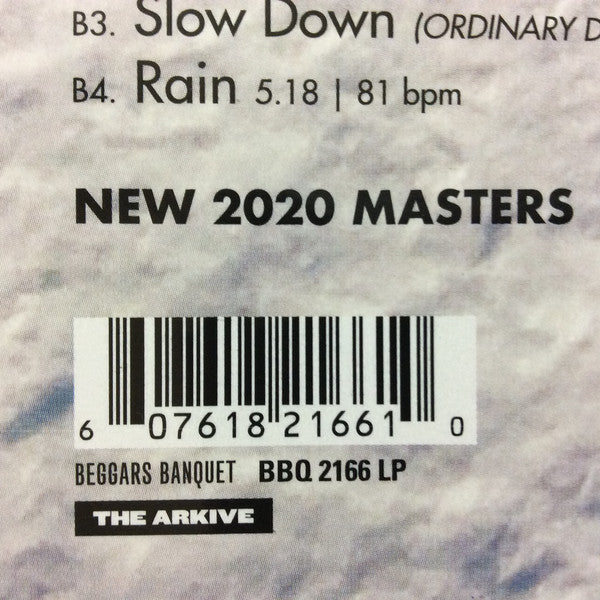 B3. Slow Down (ORDINARY D
B4. Rain 5.18 | 81 bpm
NEW 2020 MASTERS
6 07618 21661 0
BEGGARS BANQUET BBQ 2166 LP
THE ARKIVE